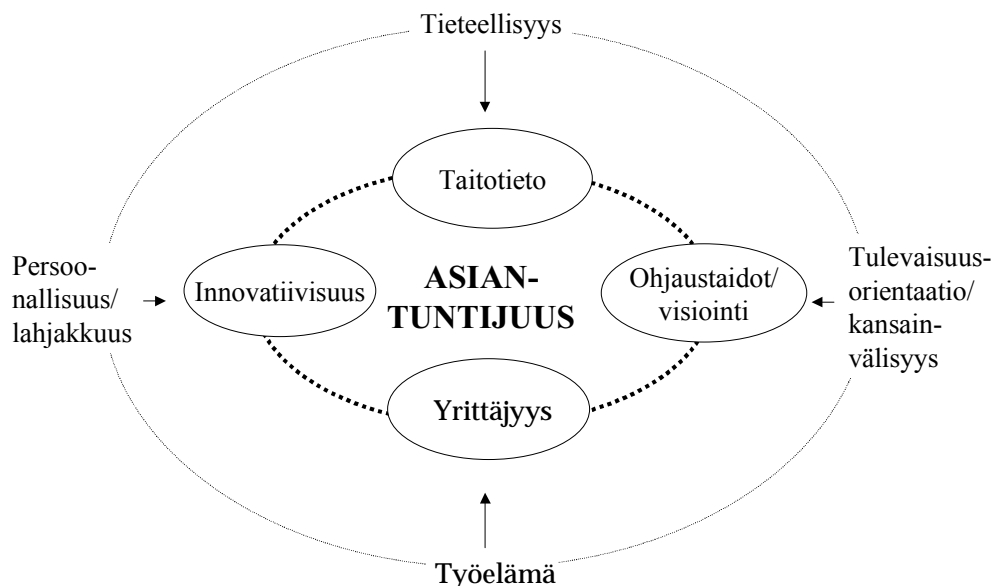 Tieteellisyys
Taitotieto
Persoo-
nallisuus/
lahjakkuus
Innovatiivisuus
ASIAN-
TUNTIJUUS
Ohjaustaidot/
visiointi
Tulevaisuus-
orientaatio/
kansain-
välisyys
Yrittäjyys
Työelämä